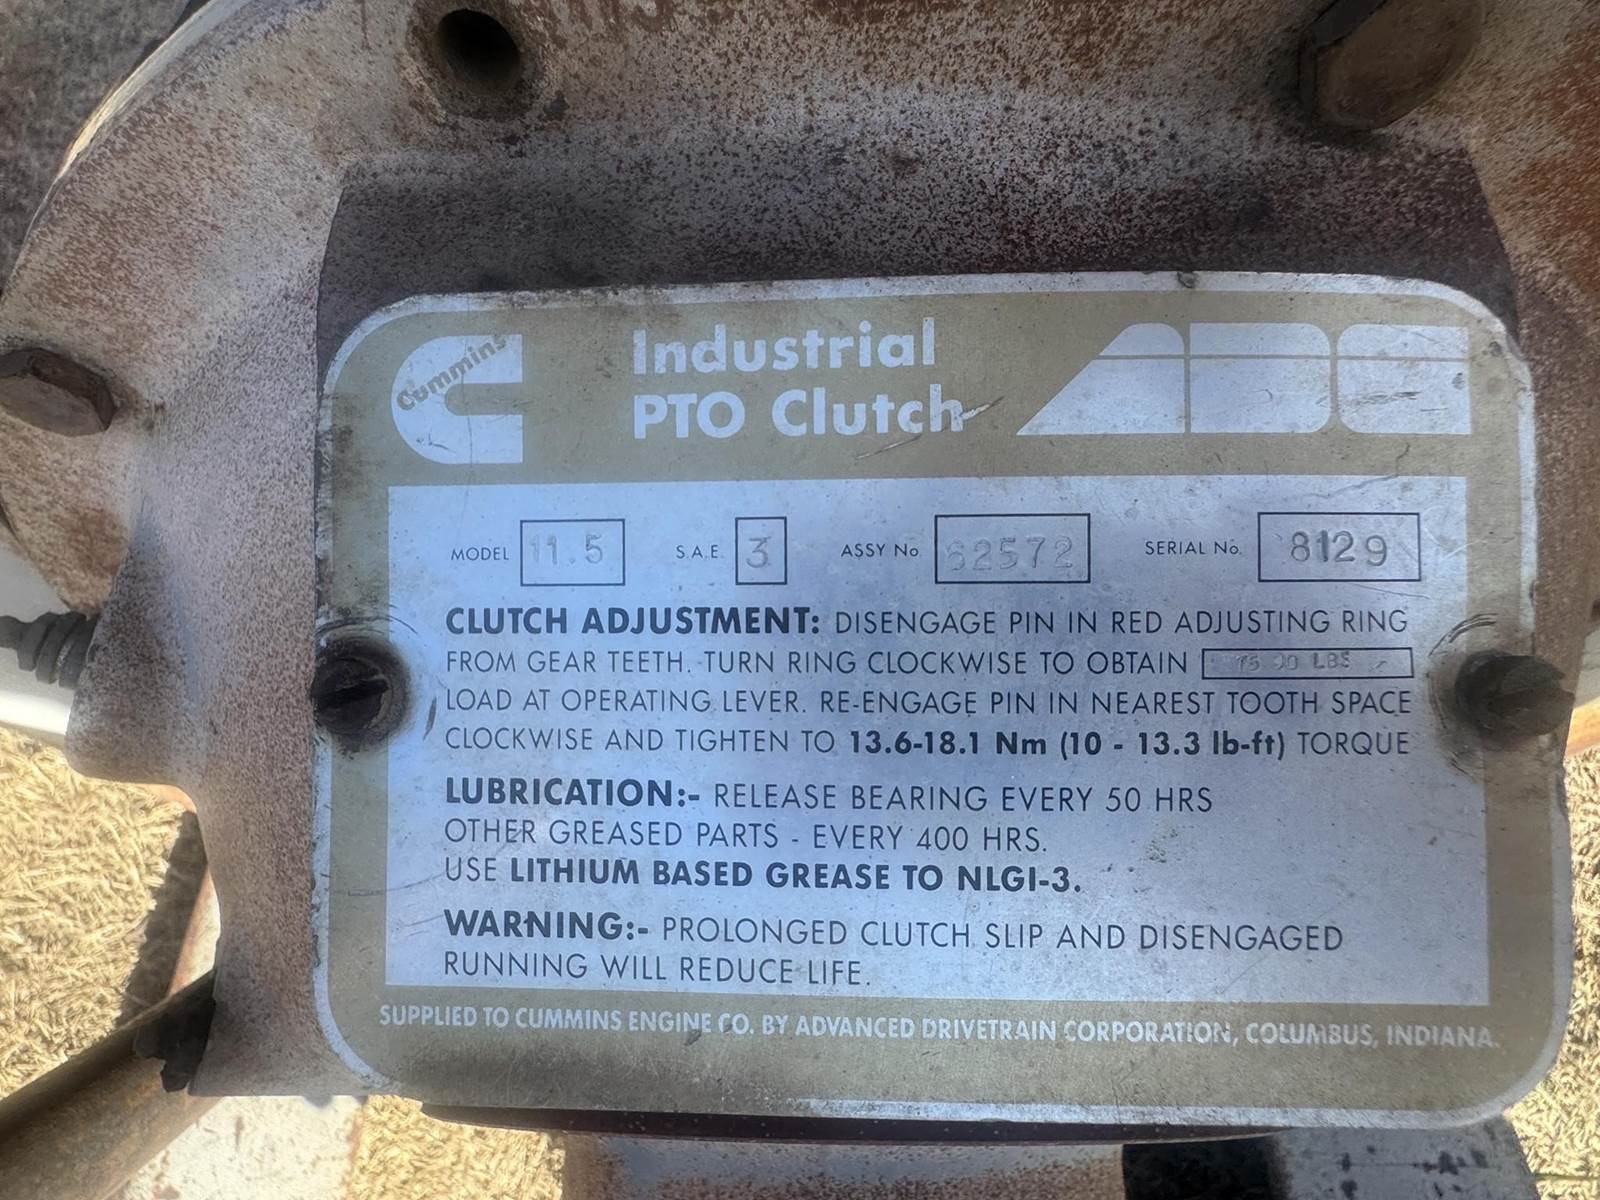 Cummins
Industrial
PTO Clutch
ADC
MODEL 11.5 S.A.E. 3 ASSY No 62572 SERIAL No. 8129
CLUTCH ADJUSTMENT: DISENGAGE PIN IN RED ADJUSTING RING
FROM GEAR TEETH. TURN RING CLOCKWISE TO OBTAIN LBS
LOAD AT OPERATING LEVER. RE-ENGAGE PIN IN NEAREST TOOTH SPACE
CLOCKWISE AND TIGHTEN TO 13.6-18.1 Nm (10 - 13.3 lb-ft) TORQUE
LUBRICATION:- RELEASE BEARING EVERY 50 HRS
OTHER GREASED PARTS - EVERY 400 HRS.
USE LITHIUM BASED GREASE TO NLGI-3.
WARNING:- PROLONGED CLUTCH SLIP AND DISENGAGED
RUNNING WILL REDUCE LIFE.
SUPPLIED TO CUMMINS ENGINE CO. BY ADVANCED DRIVETRAIN CORPORATION, COLUMBUS, INDIANA.